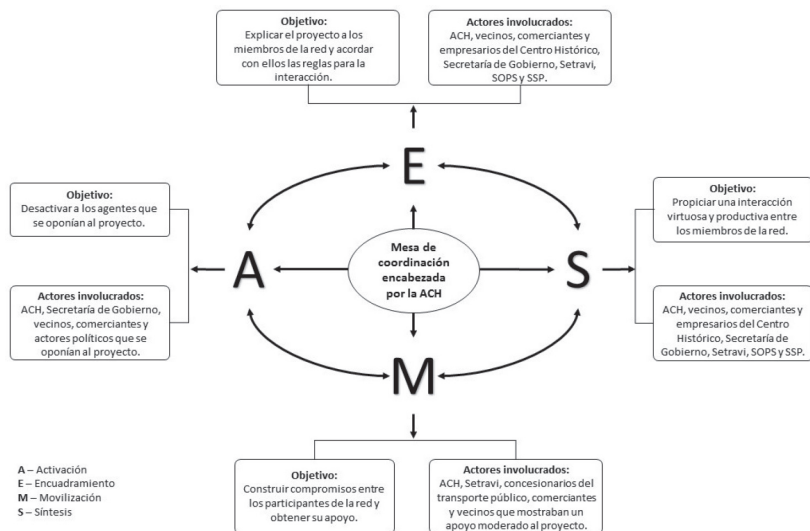 Objetivo:
Explicar el proyecto a los
miembros de la red y acordar
con ellos las reglas para la
interacción.
Actores involucrados:
ACH, vecinos, comerciantes y
empresarios del Centro Histórico,
Secretaría de Gobierno, Setravi,
SOPS y SSP.
E
Objetivo:
Desactivar a los agentes que
se oponían al proyecto.
Actores involucrados:
ACH, Secretaría de Gobierno,
vecinos, comerciantes y
actores políticos que se
oponían al proyecto.
A
Mesa de
coordinación
encabezada
por la ACH
S
Objetivo:
Propiciar una interacción
virtuosa y productiva entre
los miembros de la red.
Actores involucrados:
ACH, vecinos, comerciantes y
empresarios del Centro
Histórico, Secretaría de
Gobierno, Setravi, SOPS y SSP.
M
Objetivo:
Construir compromisos entre
los participantes de la red y
obtener su apoyo.
Actores involucrados:
ACH, Setravi, concesionarios del
transporte público, comerciantes
y vecinos que mostraban un
apoyo moderado al proyecto.
A – Activación
E – Encuadramiento
M – Movilización
S – Síntesis